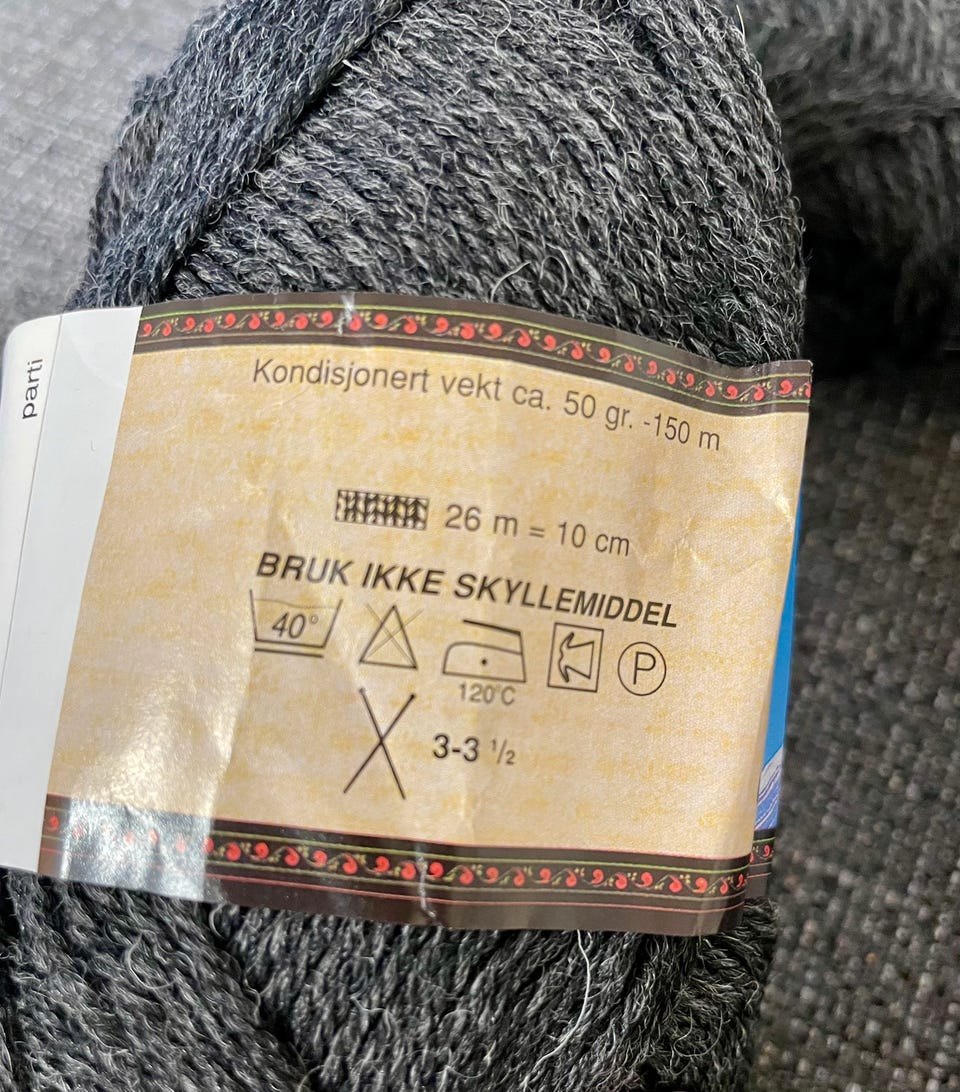 parti
Kondisjonert vekt ca. 50 gr. -150 m
26 m = 10 cm
BRUK IKKE SKYLLEMIDDEL
40° P
120°C
3-3 ½